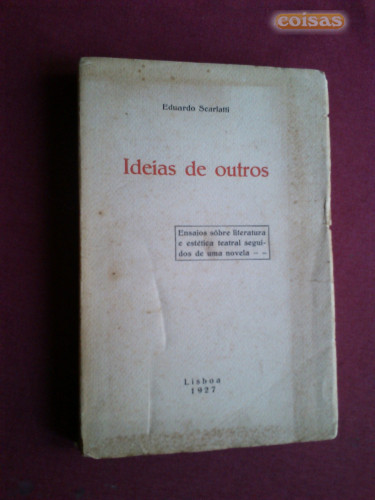 coisas
Eduardo Scarlatti
Ideias de outros
Ensaios sôbre literatura
e estética teatral segui-
dos de uma novela — —
Lisboa
1927